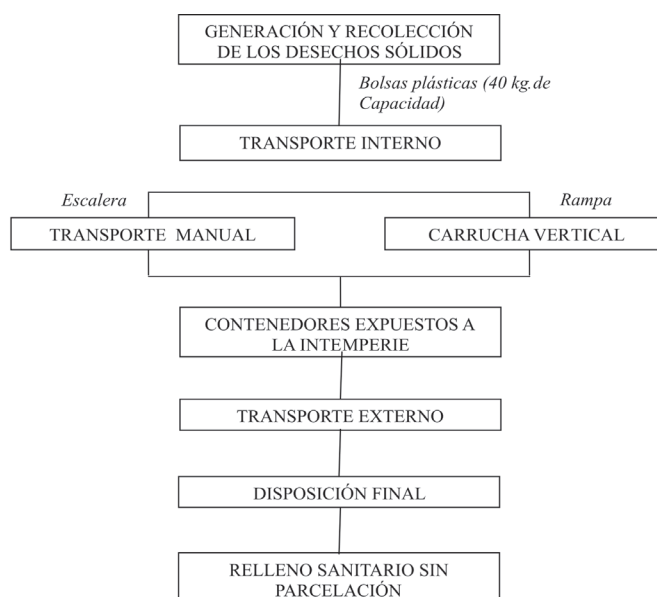 GENERACIÓN Y RECOLECCIÓN
DE LOS DESECHOS SÓLIDOS
Bolsas plásticas (40 kg.de
Capacidad)
TRANSPORTE INTERNO
Escalera
Rampa
TRANSPORTE MANUAL
CARRUCHA VERTICAL
CONTENEDORES EXPUESTOS A
LA INTEMPERIE
TRANSPORTE EXTERNO
DISPOSICIÓN FINAL
RELLENO SANITARIO SIN
PARCELACIÓN